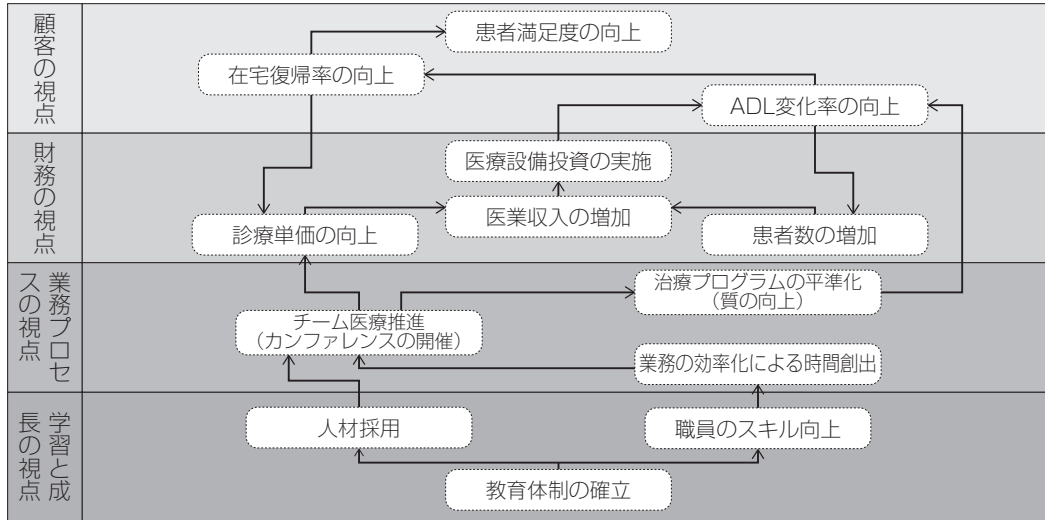 顧客の視点
患者満足度の向上
在宅復帰率の向上
ADL変化率の向上
財務の視点
医療設備投資の実施
医業収入の増加
診療単価の向上
患者数の増加
業務プロセ
スの視点
治療プログラムの平準化
（質の向上）
チーム医療推進
（カンファレンスの開催）
業務の効率化による時間創出
学習と成
長の視点
人材採用
職員のスキル向上
教育体制の確立